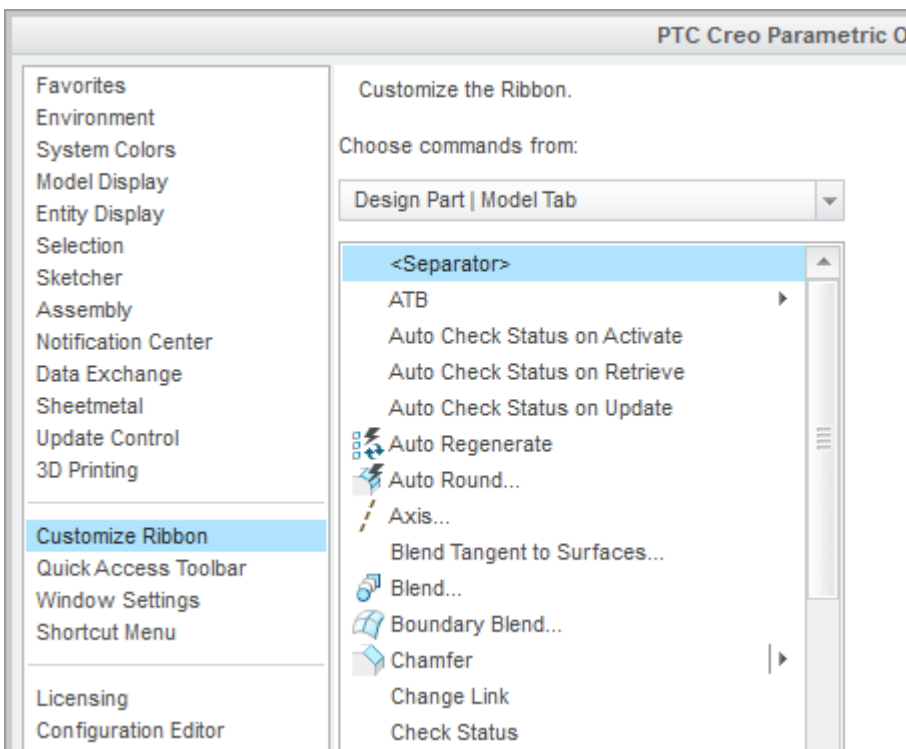 PTC Creo Parametric
Favorites
Environment
System Colors
Model Display
Entity Display
Selection
Sketcher
Assembly
Notification Center
Data Exchange
Sheetmetal
Update Control
3D Printing
Customize Ribbon
Quick Access Toolbar
Window Settings
Shortcut Menu
Licensing
Configuration Editor
Customize the Ribbon.
Choose commands from:
Design Part | Model Tab
<Separator>
ATB
Auto Check Status on Activate
Auto Check Status on Retrieve
Auto Check Status on Update
Auto Regenerate
Auto Round...
Axis...
Blend Tangent to Surfaces...
Blend...
Boundary Blend...
Chamfer
Change Link
Check Status